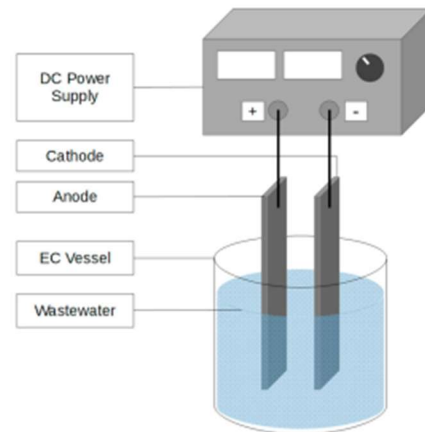 DC Power
Supply
+
-
Cathode
Anode
EC Vessel
Wastewater